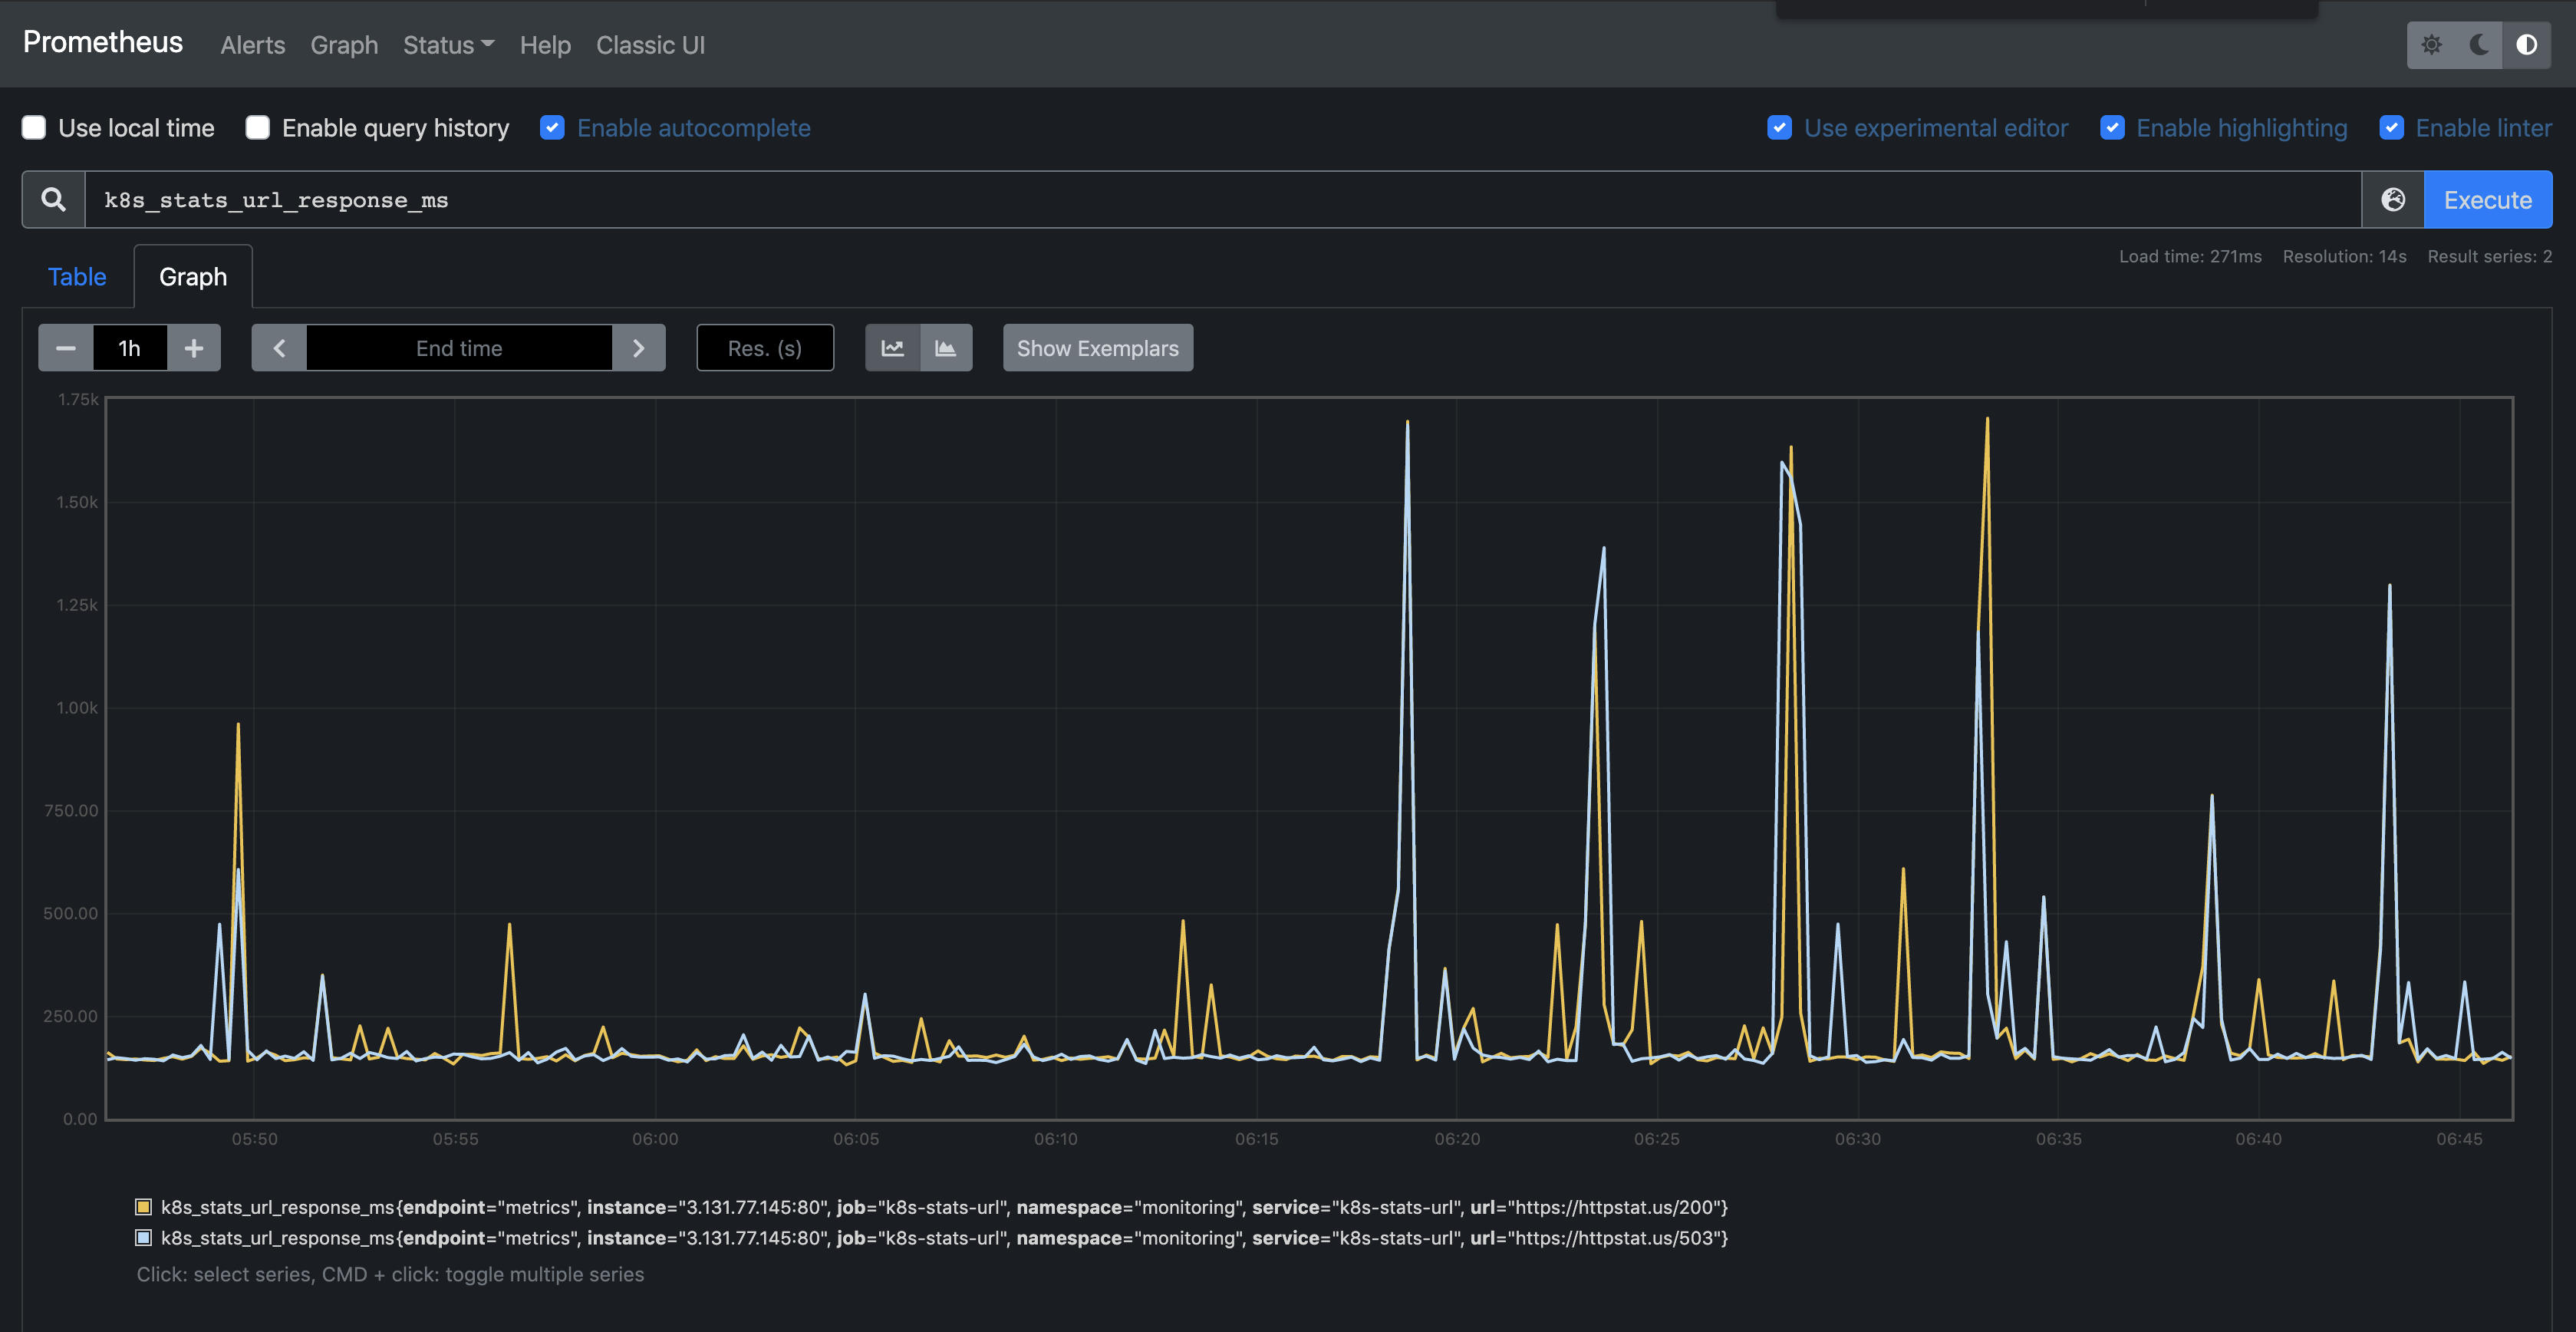 Prometheus Alerts Graph Status Help Classic UI
Use local time Enable query history Enable autocomplete Use experimental editor Enable highlighting Enable linter
k8s_stats_url_response_ms Execute
Table Graph Load time: 271ms Resolution: 14s Result series: 2
1h End time Res. (s) Show Exemplars
1.75k
1.50k
1.25k
1.00k
750.00
500.00
250.00
0.00
05:50 05:55 06:00 06:05 06:10 06:15 06:20 06:25 06:30 06:35 06:40 06:45
k8s_stats_url_response_ms{endpoint="metrics", instance="3.131.77.145:80", job="k8s-stats-url", namespace="monitoring", service="k8s-stats-url", url="https://httpstat.us/200"}
k8s_stats_url_response_ms{endpoint="metrics", instance="3.131.77.145:80", job="k8s-stats-url", namespace="monitoring", service="k8s-stats-url", url="https://httpstat.us/503"}
Click: select series, CMD + click: toggle multiple series